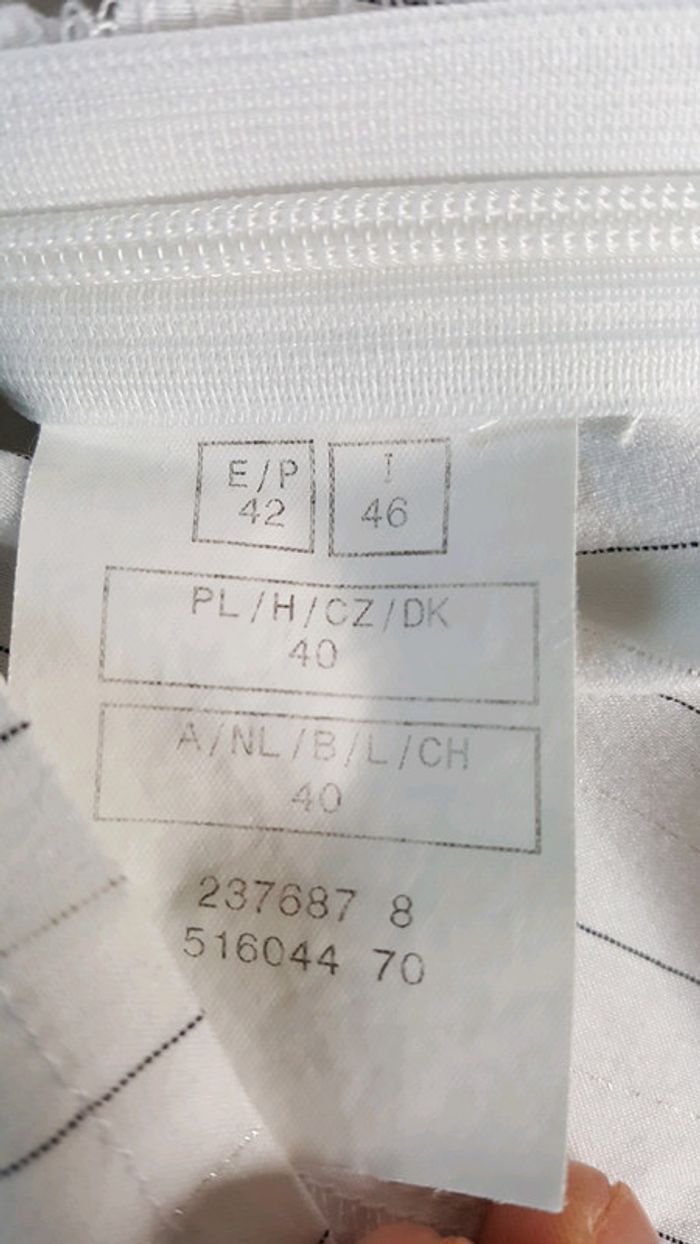 E/P I
42 46
PL/H/CZ/DK
40
A/NL/B/L/CH
40
237687 8
516044 70